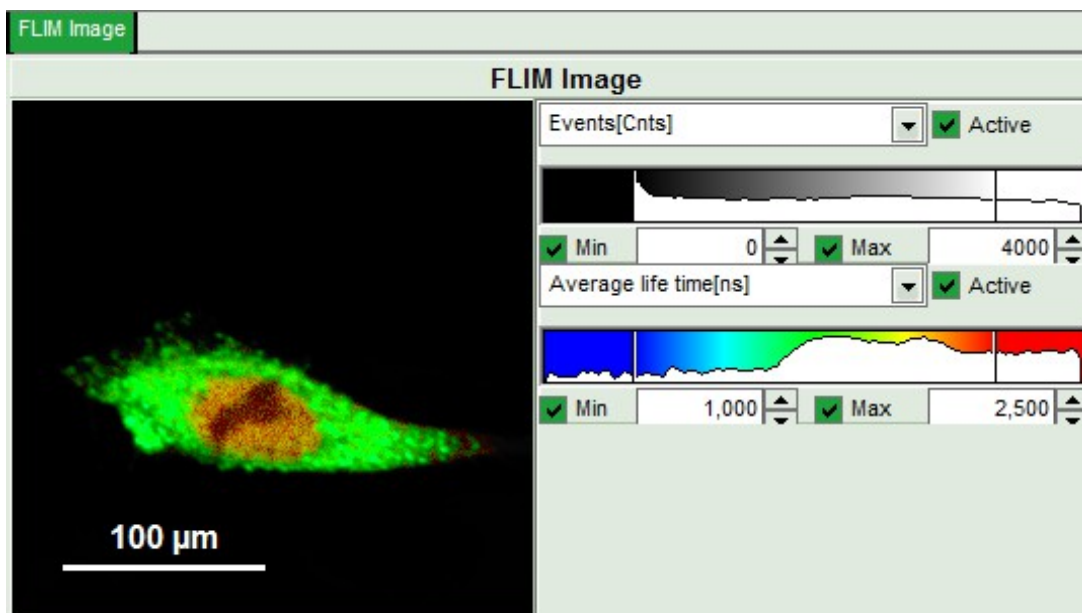 FLIM Image
FLIM Image
Events[Cnts] Active
Min 0 Max 4000
Average life time[ns] Active
Min 1,000 Max 2,500
100 µm